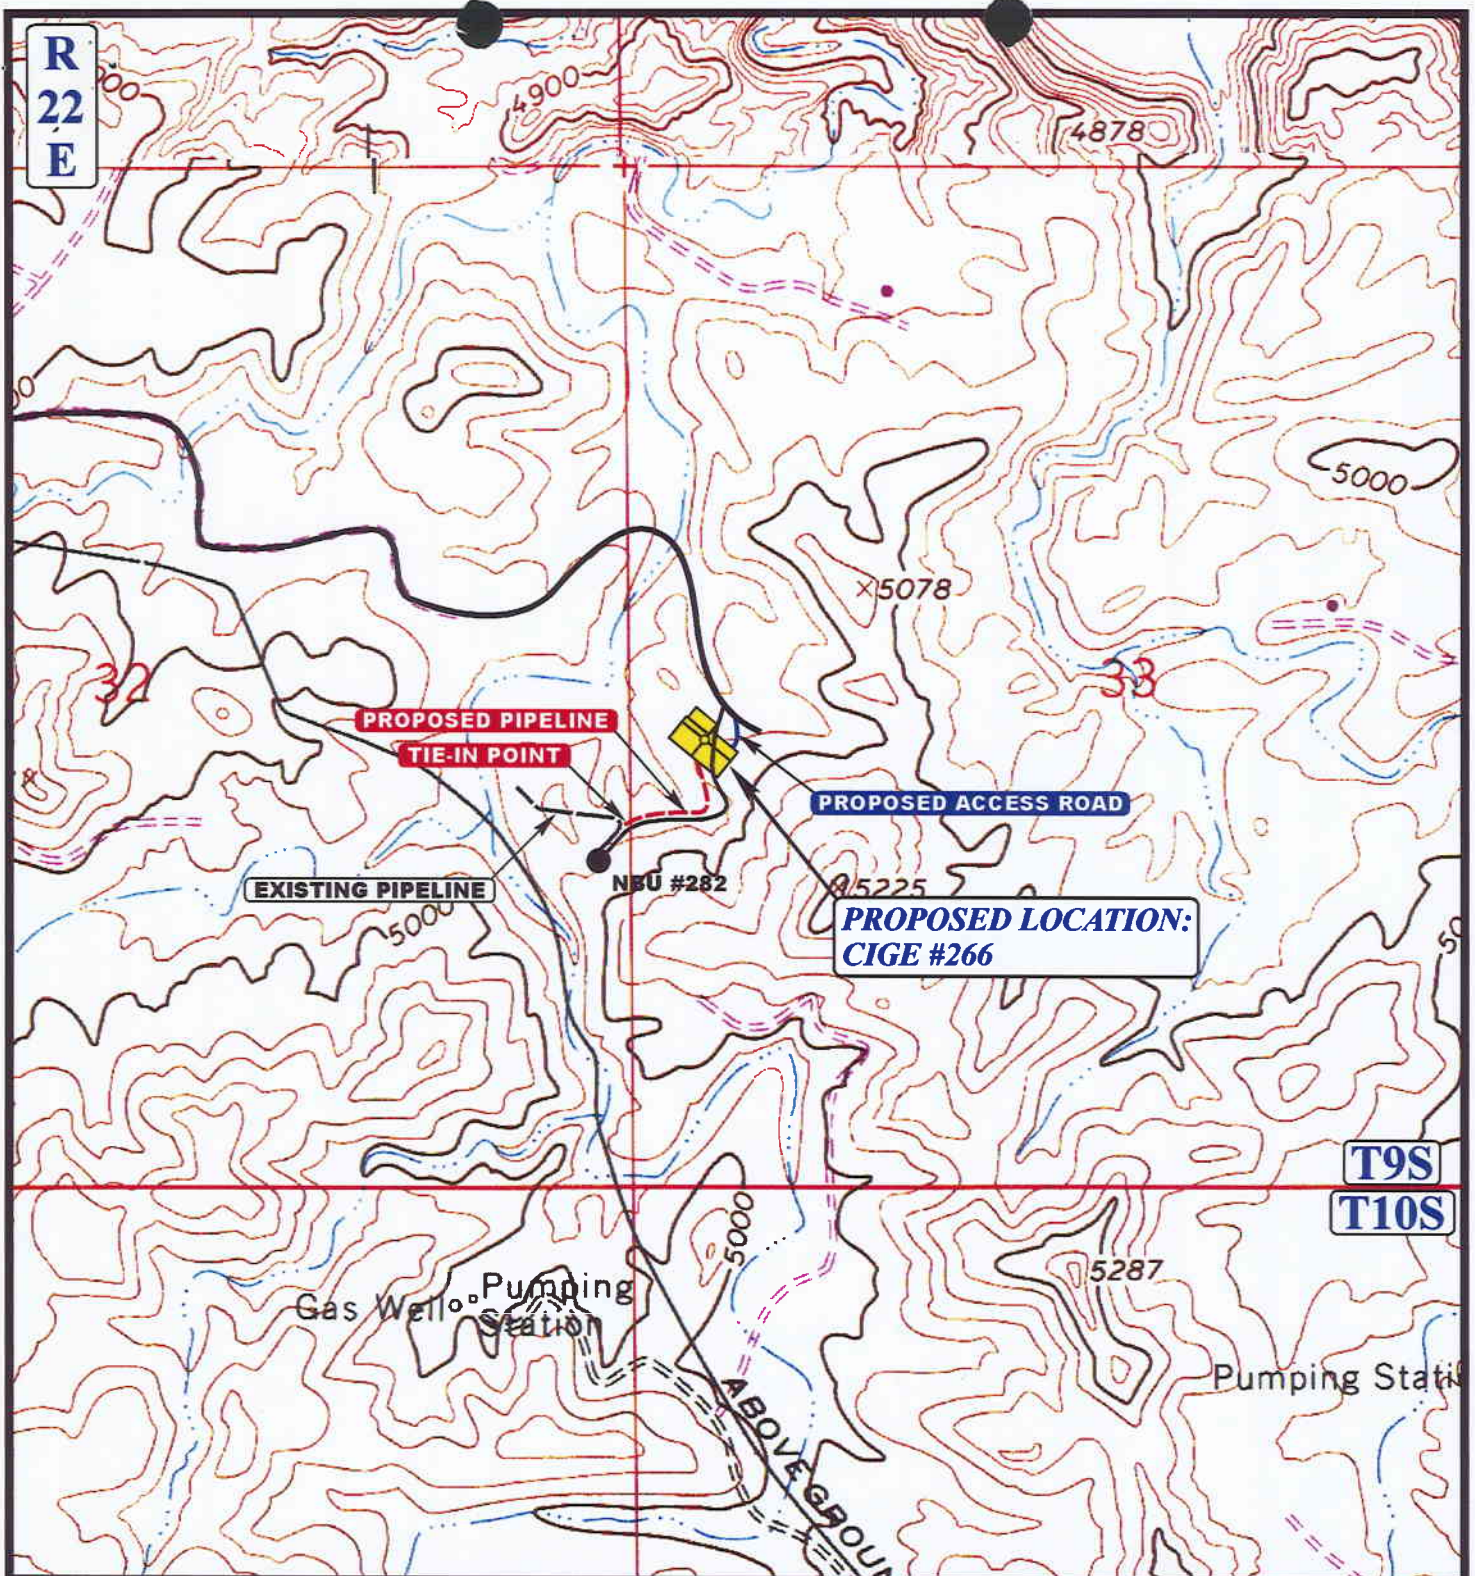 R
22
E
4900
4878
5000
×5078
32
33
PROPOSED PIPELINE
TIE-IN POINT
PROPOSED ACCESS ROAD
EXISTING PIPELINE
NBU #282
5225
5000
PROPOSED LOCATION:
CIGE #266
T9S
T10S
5000
5287
Gas Well
Pumping
Station
Pumping Stati
ABOVE GROUN